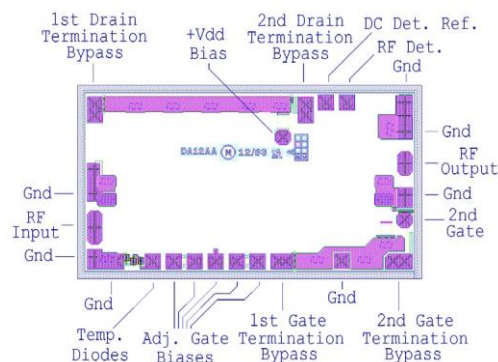 1st Drain
Termination
Bypass
+Vdd
Bias
2nd Drain
Termination
Bypass
DC Det. Ref.
RF Det.
Gnd
DA12AA M 12/03
Gnd
RF
Output
Gnd
2nd
Gate
Gnd
RF
Input
Gnd
Gnd
Temp.
Diodes
Adj. Gate
Biases
1st Gate
Termination
Bypass
Gnd
2nd Gate
Termination
Bypass